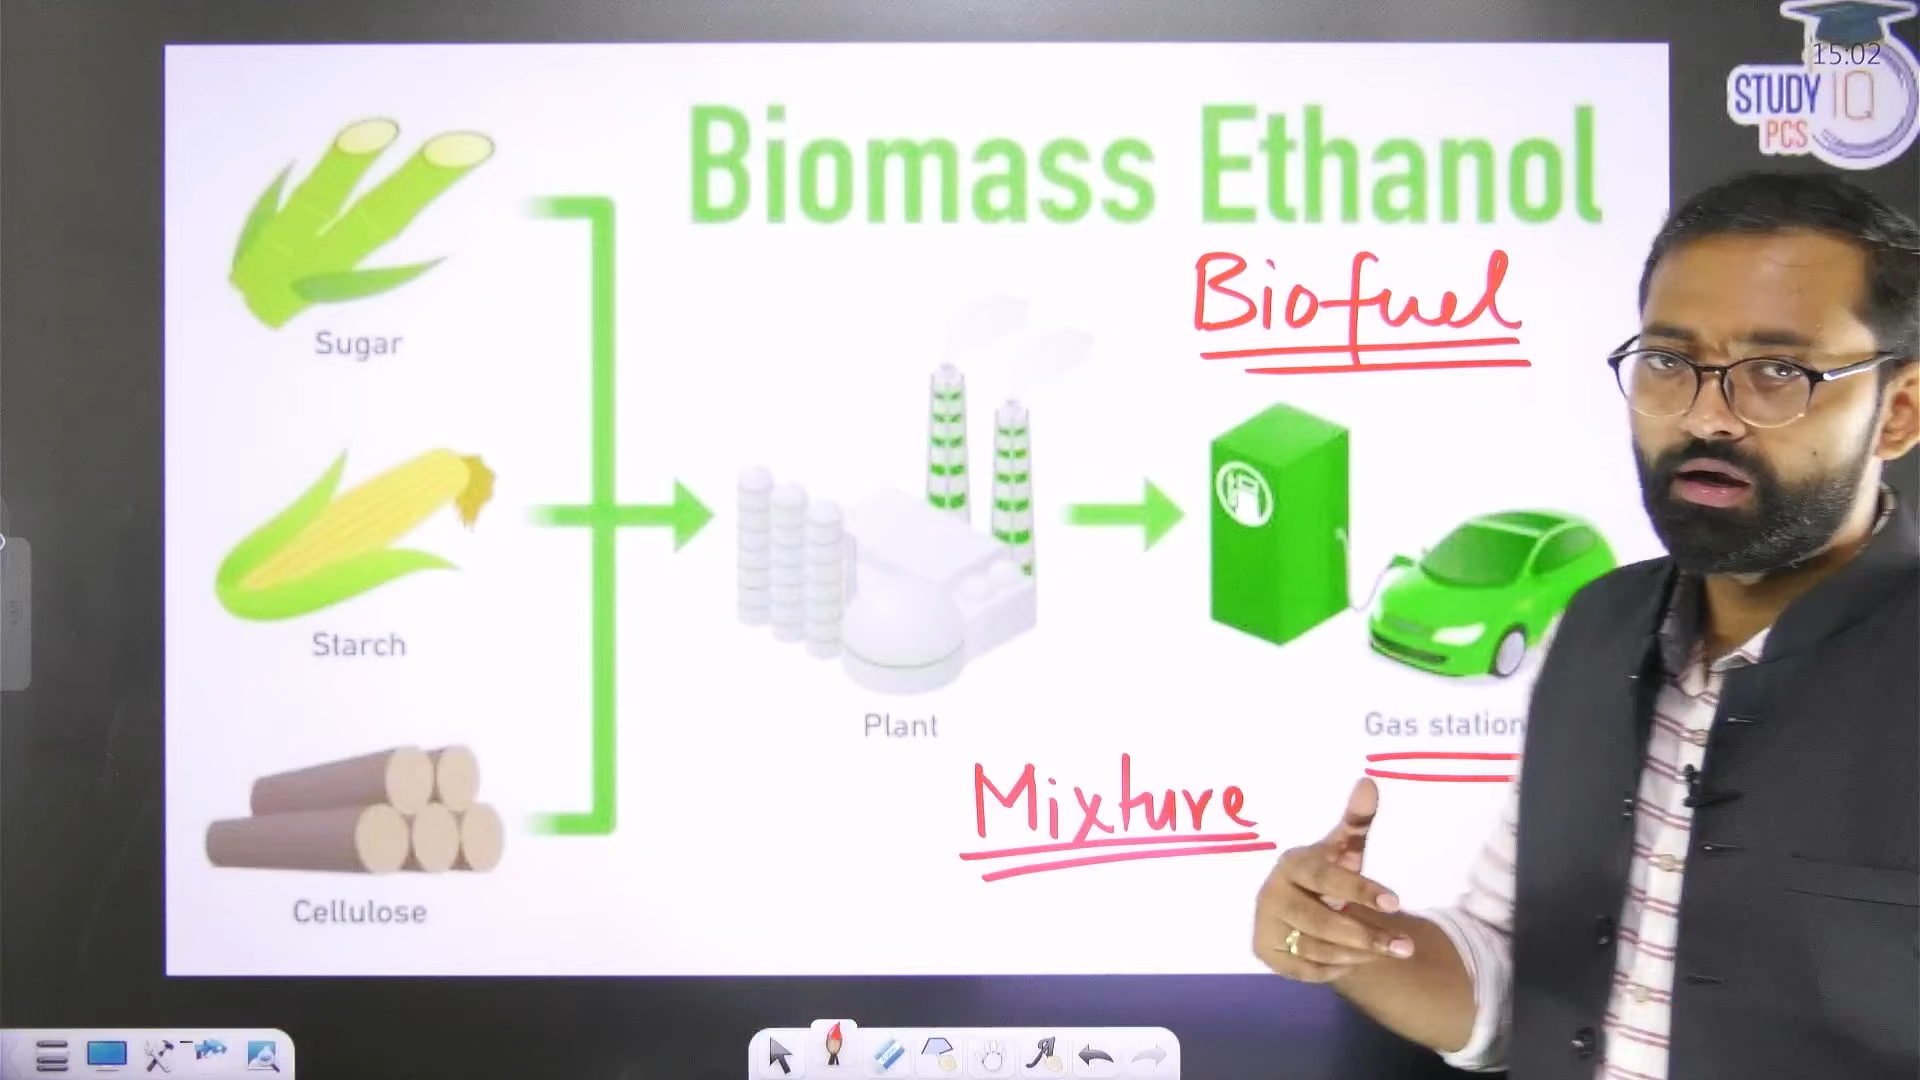 15:02
STUDY IQ
PCS
Biomass Ethanol
Biofuel
Sugar
Starch
Plant
Gas station
Mixture
Cellulose